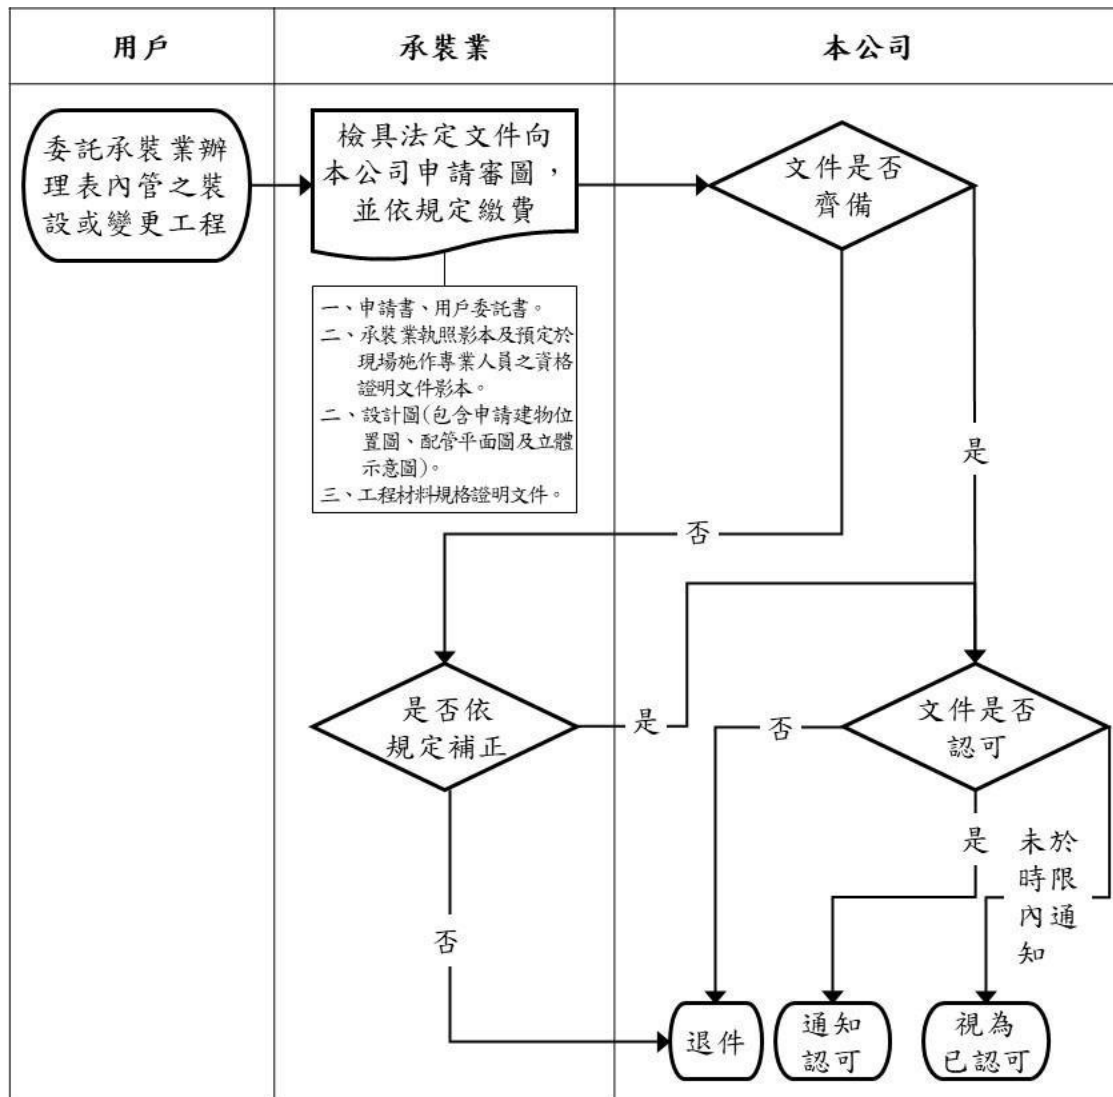 用戶
承裝業
本公司
委託承裝業辦
理表內管之裝
設或變更工程
檢具法定文件向
本公司申請審圖，
並依規定繳費
文件是否
齊備
一、申請書、用戶委託書。
二、承裝業執照影本及預定於
現場施作專業人員之資格
證明文件影本。
二、設計圖(包含申請建物位
置圖、配管平面圖及立體
示意圖)。
三、工程材料規格證明文件。
是
否
是否依
規定補正
是
否
文件是否
認可
是
未於
時限
內通
知
否
退件
通知
認可
視為
已認可